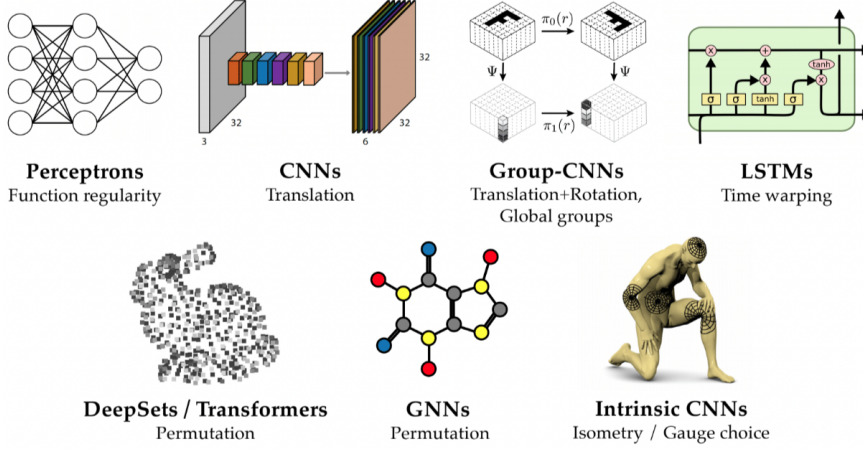 32
3
32
6
32
π₀(r)
Ψ
Ψ
π₁(r)
× + tanh
× ×
σ σ tanh σ
Perceptrons
Function regularity
CNNs
Translation
Group-CNNs
Translation+Rotation,
Global groups
LSTMs
Time warping
DeepSets / Transformers
Permutation
GNNs
Permutation
Intrinsic CNNs
Isometry / Gauge choice